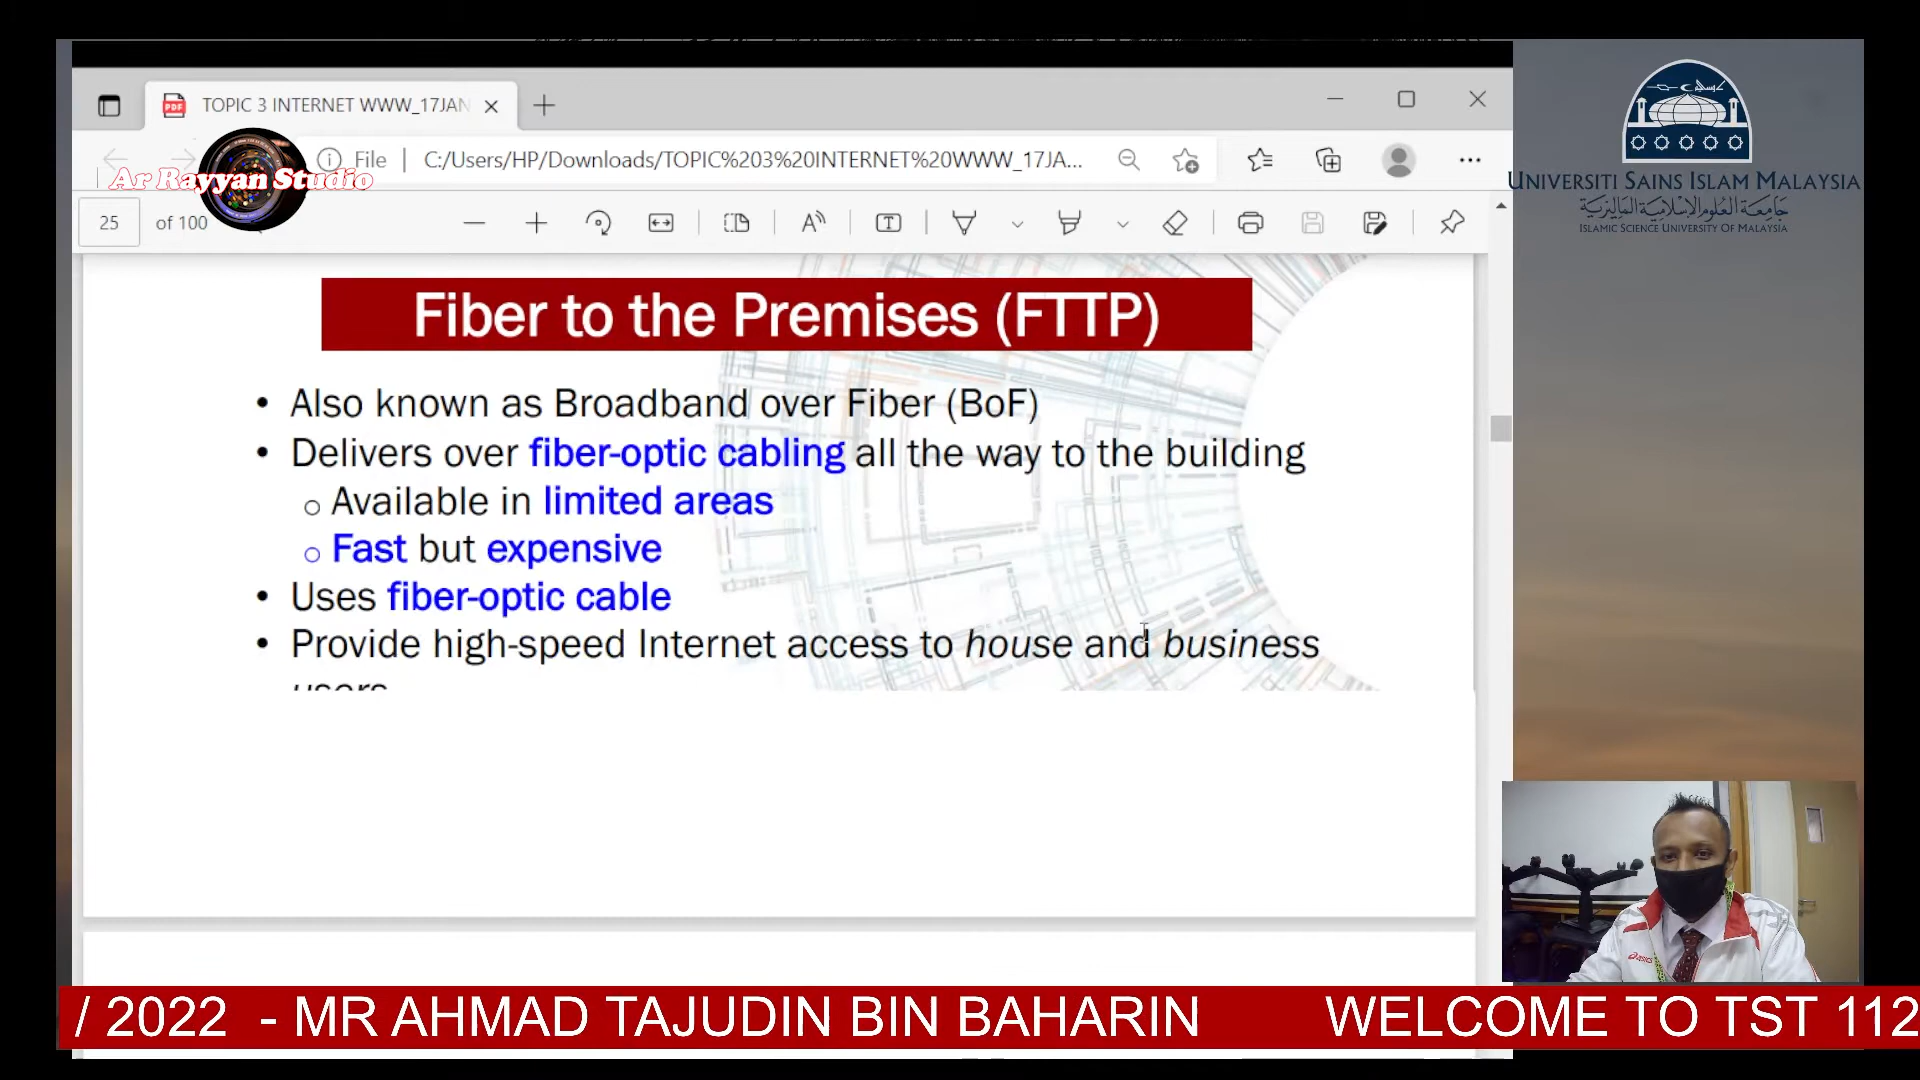 TOPIC 3 INTERNET WWW_17JAN
File
C:/Users/HP/Downloads/TOPIC%203%20INTERNET%20WWW_17JA...
Ar Rayyan Studio
25 of 100
UNIVERSITI SAINS ISLAM MALAYSIA
جامعة العلوم الإسلامية الماليزية
ISLAMIC SCIENCE UNIVERSITY OF MALAYSIA
Fiber to the Premises (FTTP)
• Also known as Broadband over Fiber (BoF)
• Delivers over fiber-optic cabling all the way to the building
o Available in limited areas
o Fast but expensive
• Uses fiber-optic cable
• Provide high-speed Internet access to house and business
users
asics
/ 2022 - MR AHMAD TAJUDIN BIN BAHARIN WELCOME TO TST 112